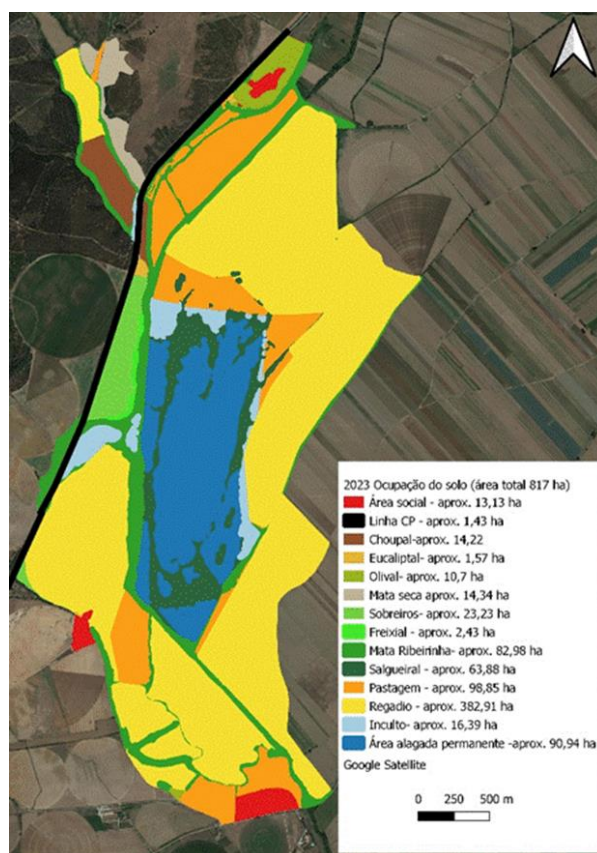 2023 Ocupação do solo (área total 817 ha)
Área social - aprox. 13,13 ha
Linha CP - aprox. 1,43 ha
Choupal-aprox. 14,22
Eucaliptal- aprox. 1,57 ha
Olival- aprox. 10,7 ha
Mata seca aprox. 14,34 ha
Sobreiros- aprox. 23,23 ha
Freixial - aprox. 2,43 ha
Mata Ribeirinha- aprox. 82,98 ha
Salgueiral - aprox. 63,88 ha
Pastagem - aprox. 98,85 ha
Regadio - aprox. 382,91 ha
Inculto- aprox. 16,39 ha
Área alagada permanente -aprox. 90,94 ha
Google Satellite
0 250 500 m